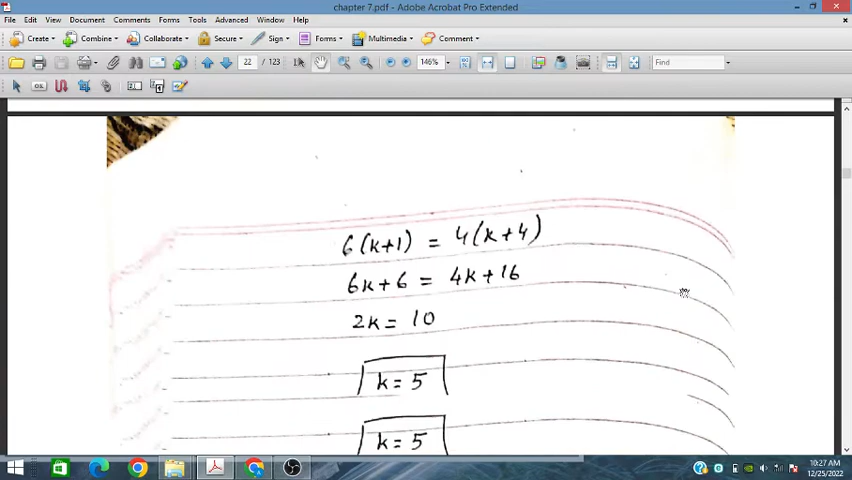 chapter 7.pdf - Adobe Acrobat Pro Extended
File Edit View Document Comments Forms Tools Advanced Window Help
Create Combine Collaborate Secure Sign Forms Multimedia Comment
22 / 123 146% Find
6(k+1) = 4(k+4)
6k+6 = 4k+16
2k = 10
k = 5
k = 5
10:27 AM
12/25/2022